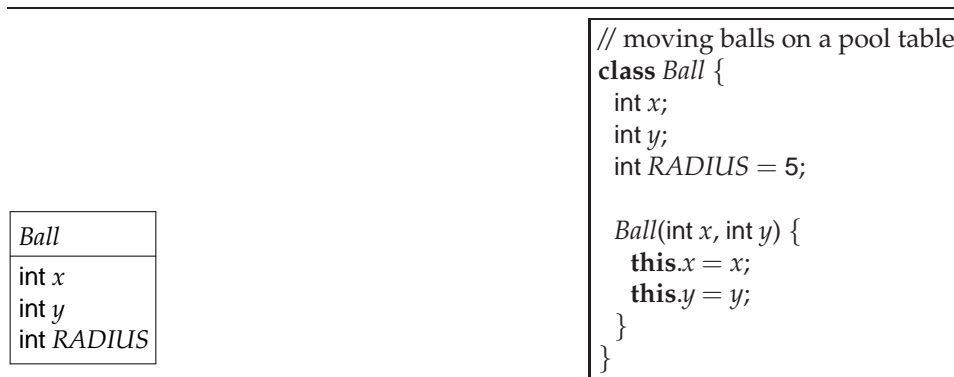 Ball
int x
int y
int RADIUS
// moving balls on a pool table
class Ball {
int x;
int y;
int RADIUS = 5;
Ball(int x, int y) {
this.x = x;
this.y = y;
}
}